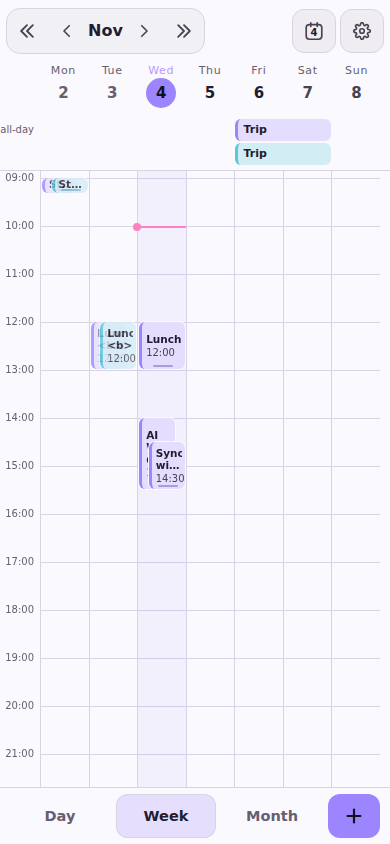 Nov
4
Mon Tue Wed Thu Fri Sat Sun
2 3 4 5 6 7 8
all-day
Trip
Trip
09:00
St...
10:00
11:00
12:00
Lunc
<b>
12:00
Lunch
12:00
13:00
14:00
AI
Sync
wi...
14:30
15:00
16:00
17:00
18:00
19:00
20:00
21:00
Day Week Month